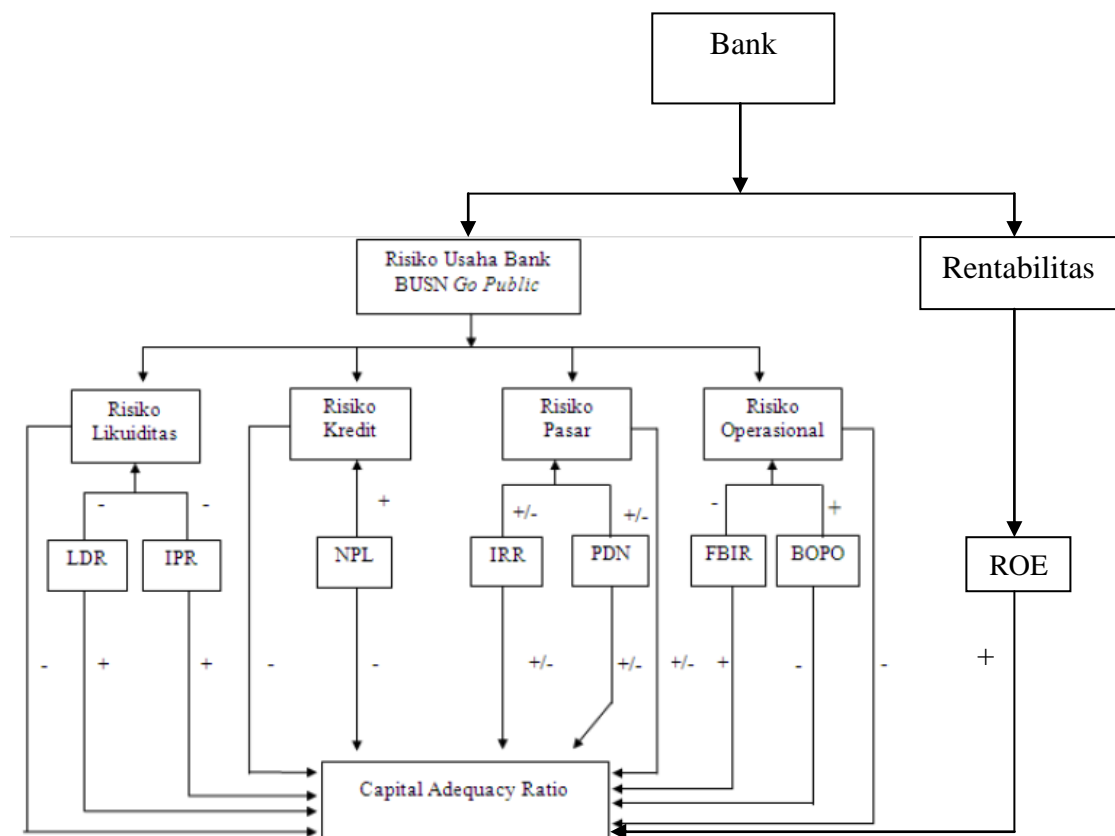 Bank
Risiko Usaha Bank
BUSN Go Public
Rentabilitas
Risiko
Likuiditas
Risiko
Kredit
Risiko
Pasar
Risiko
Operasional
- - + +/- +/- - +
LDR IPR NPL IRR PDN FBIR BOPO ROE
- + + - - +/- +/- +/- + - - +
Capital Adequacy Ratio